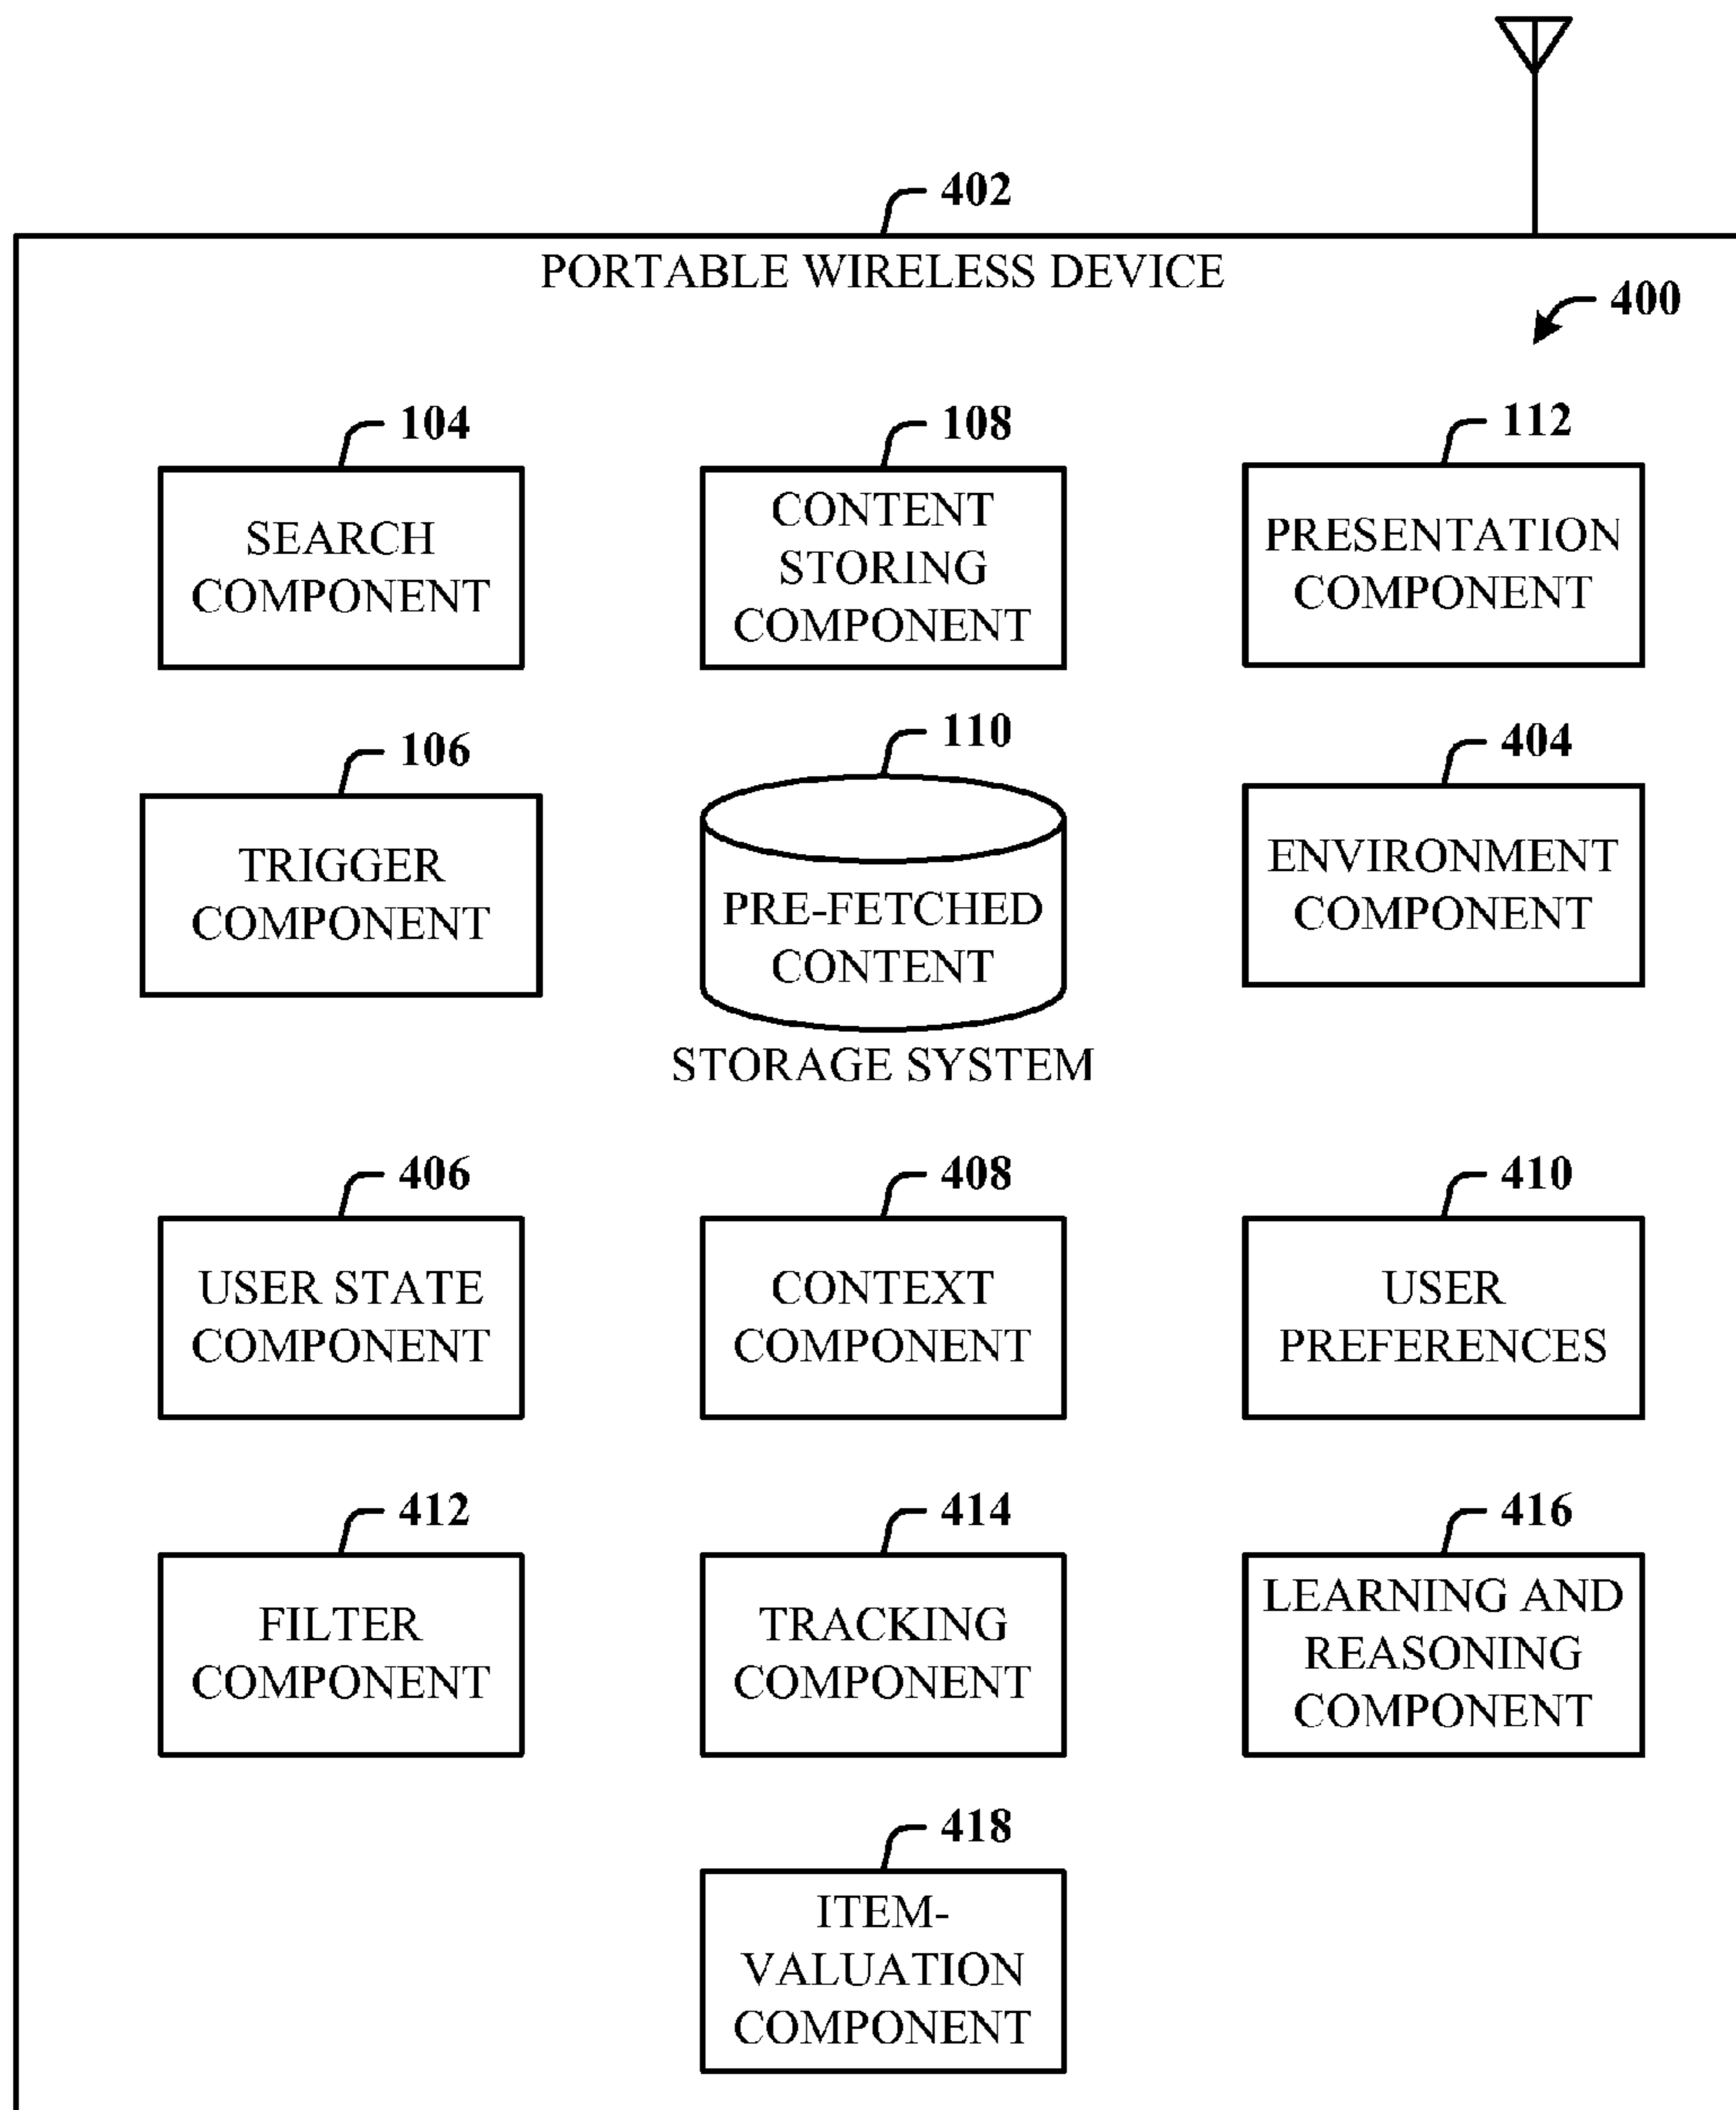 402
PORTABLE WIRELESS DEVICE
400
104
SEARCH
COMPONENT
108
CONTENT
STORING
COMPONENT
112
PRESENTATION
COMPONENT
106
TRIGGER
COMPONENT
110
PRE-FETCHED
CONTENT
STORAGE SYSTEM
404
ENVIRONMENT
COMPONENT
406
USER STATE
COMPONENT
408
CONTEXT
COMPONENT
410
USER
PREFERENCES
412
FILTER
COMPONENT
414
TRACKING
COMPONENT
416
LEARNING AND
REASONING
COMPONENT
418
ITEM-
VALUATION
COMPONENT